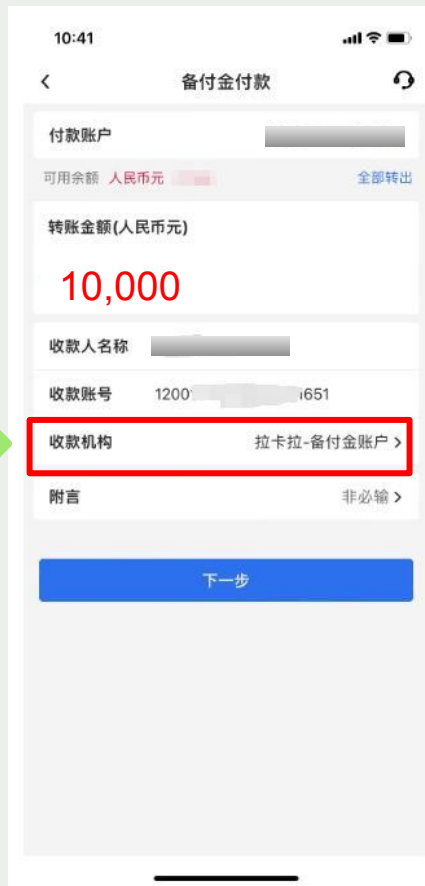 10:41
备付金付款
付款账户
可用余额 人民币元 全部转出
转账金额(人民币元)
10,000
收款人名称
收款账号 1200 1651
收款机构 拉卡拉-备付金账户 >
附言 非必输 >
下一步